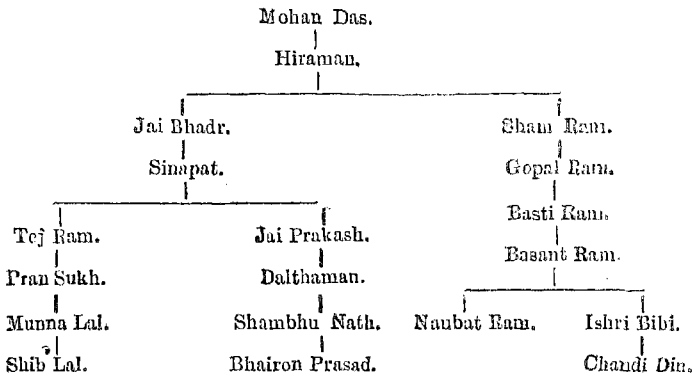 Mohan Das.
Hiraman.
Jai Bhadr. Sham Ram.
Sinapat. Gopal Ram.
Basti Ram.
Tej Ram. Jai Prakash.
Basant Ram.
Pran Sukh. Dalthaman.
Munna Lal. Shambhu Nath. Naubat Ram. Ishri Bibi.
Shib Lal. Bhairon Prasad. Chandi Din.